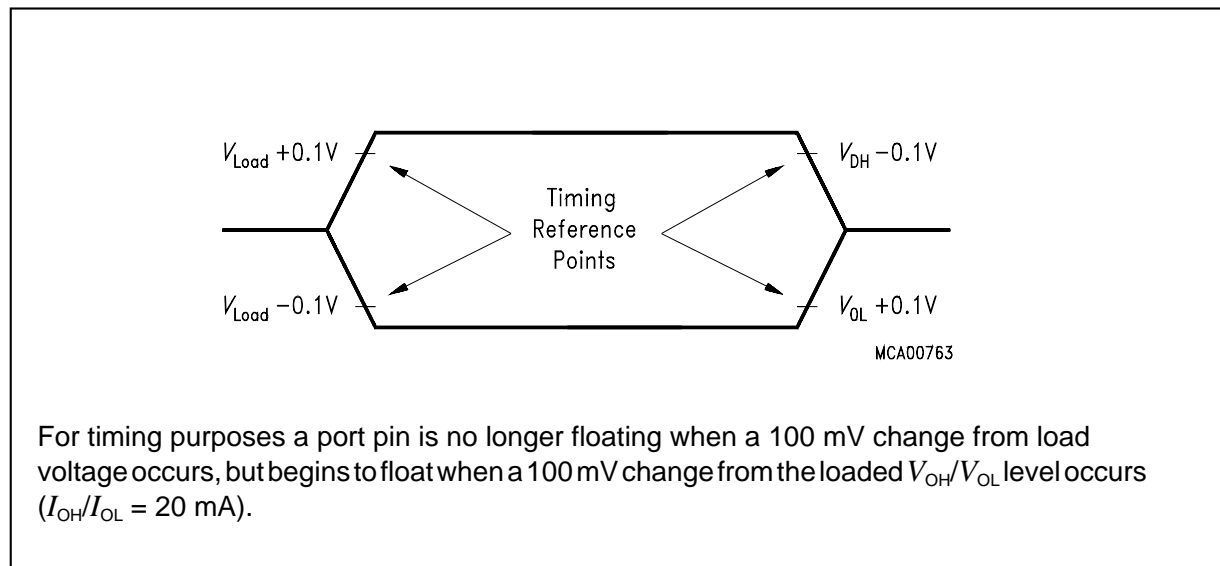 V_Load +0.1V
V_DH −0.1V
Timing
Reference
Points
V_Load −0.1V
V_OL +0.1V
MCA00763
For timing purposes a port pin is no longer floating when a 100 mV change from load
voltage occurs, but begins to float when a 100 mV change from the loaded V_OH/V_OL level occurs
(I_OH/I_OL = 20 mA).